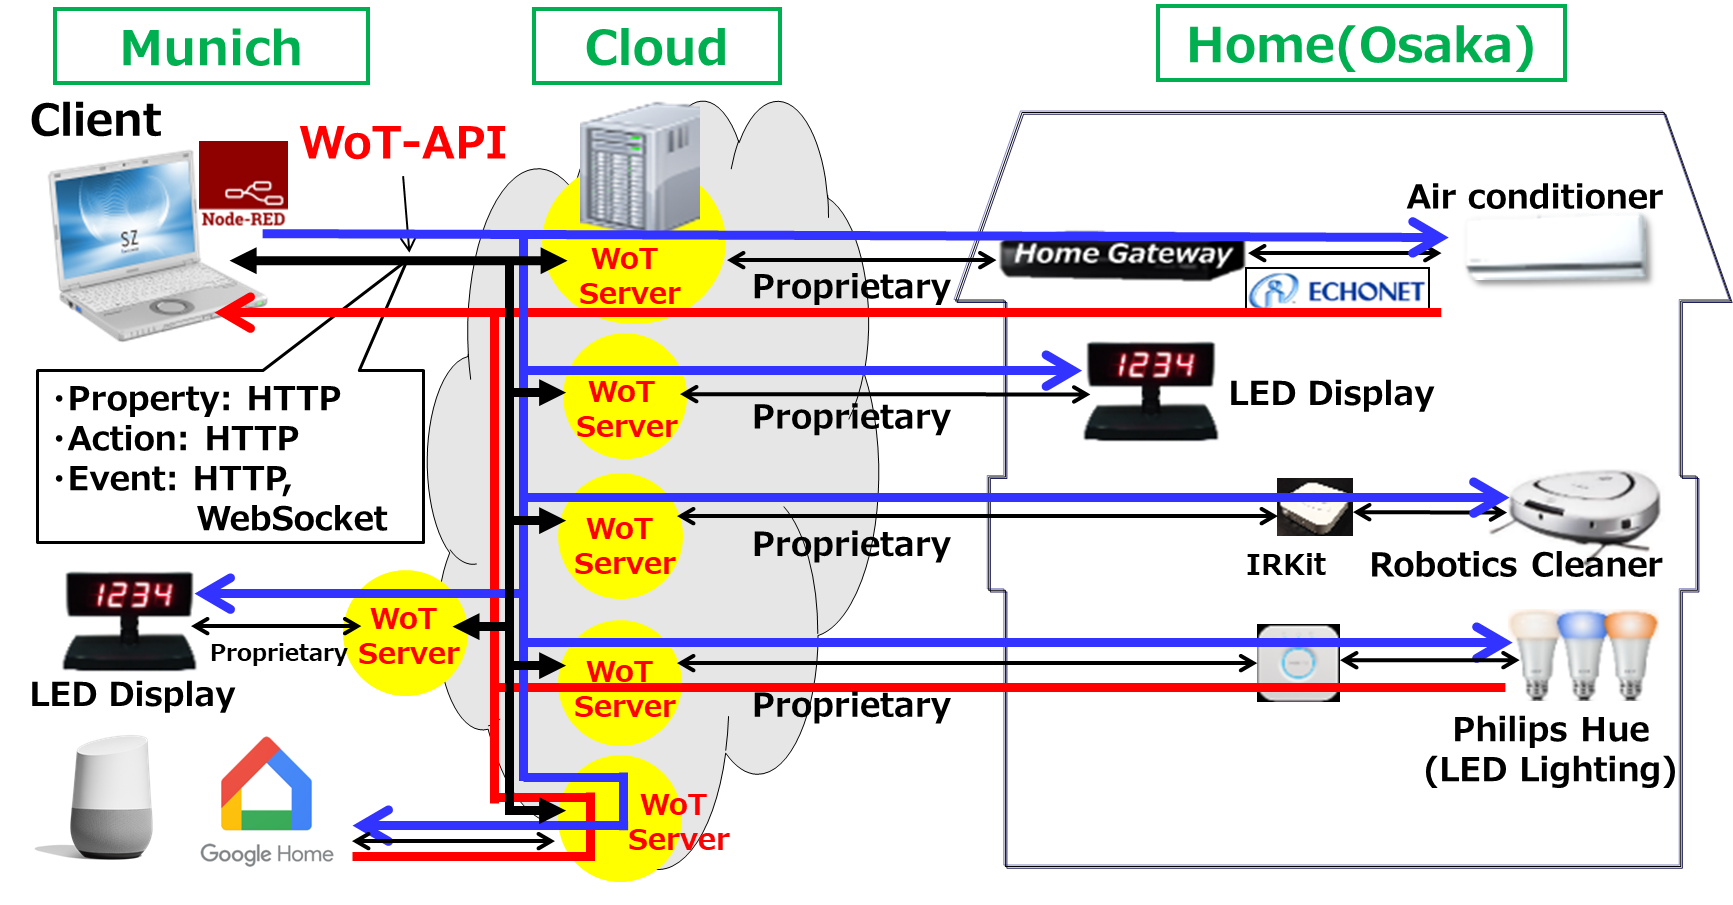 Munich
Cloud
Home(Osaka)
Client
WoT-API
Node-RED
SZ
WoT
Server
Proprietary
Home Gateway
Air conditioner
ECHONET
・Property: HTTP
・Action: HTTP
・Event: HTTP,
WebSocket
WoT
Server
Proprietary
1234
LED Display
WoT
Server
Proprietary
IRKit
Robotics Cleaner
1234
LED Display
Proprietary
WoT
Server
WoT
Server
Proprietary
Philips Hue
(LED Lighting)
Google Home
WoT
Server